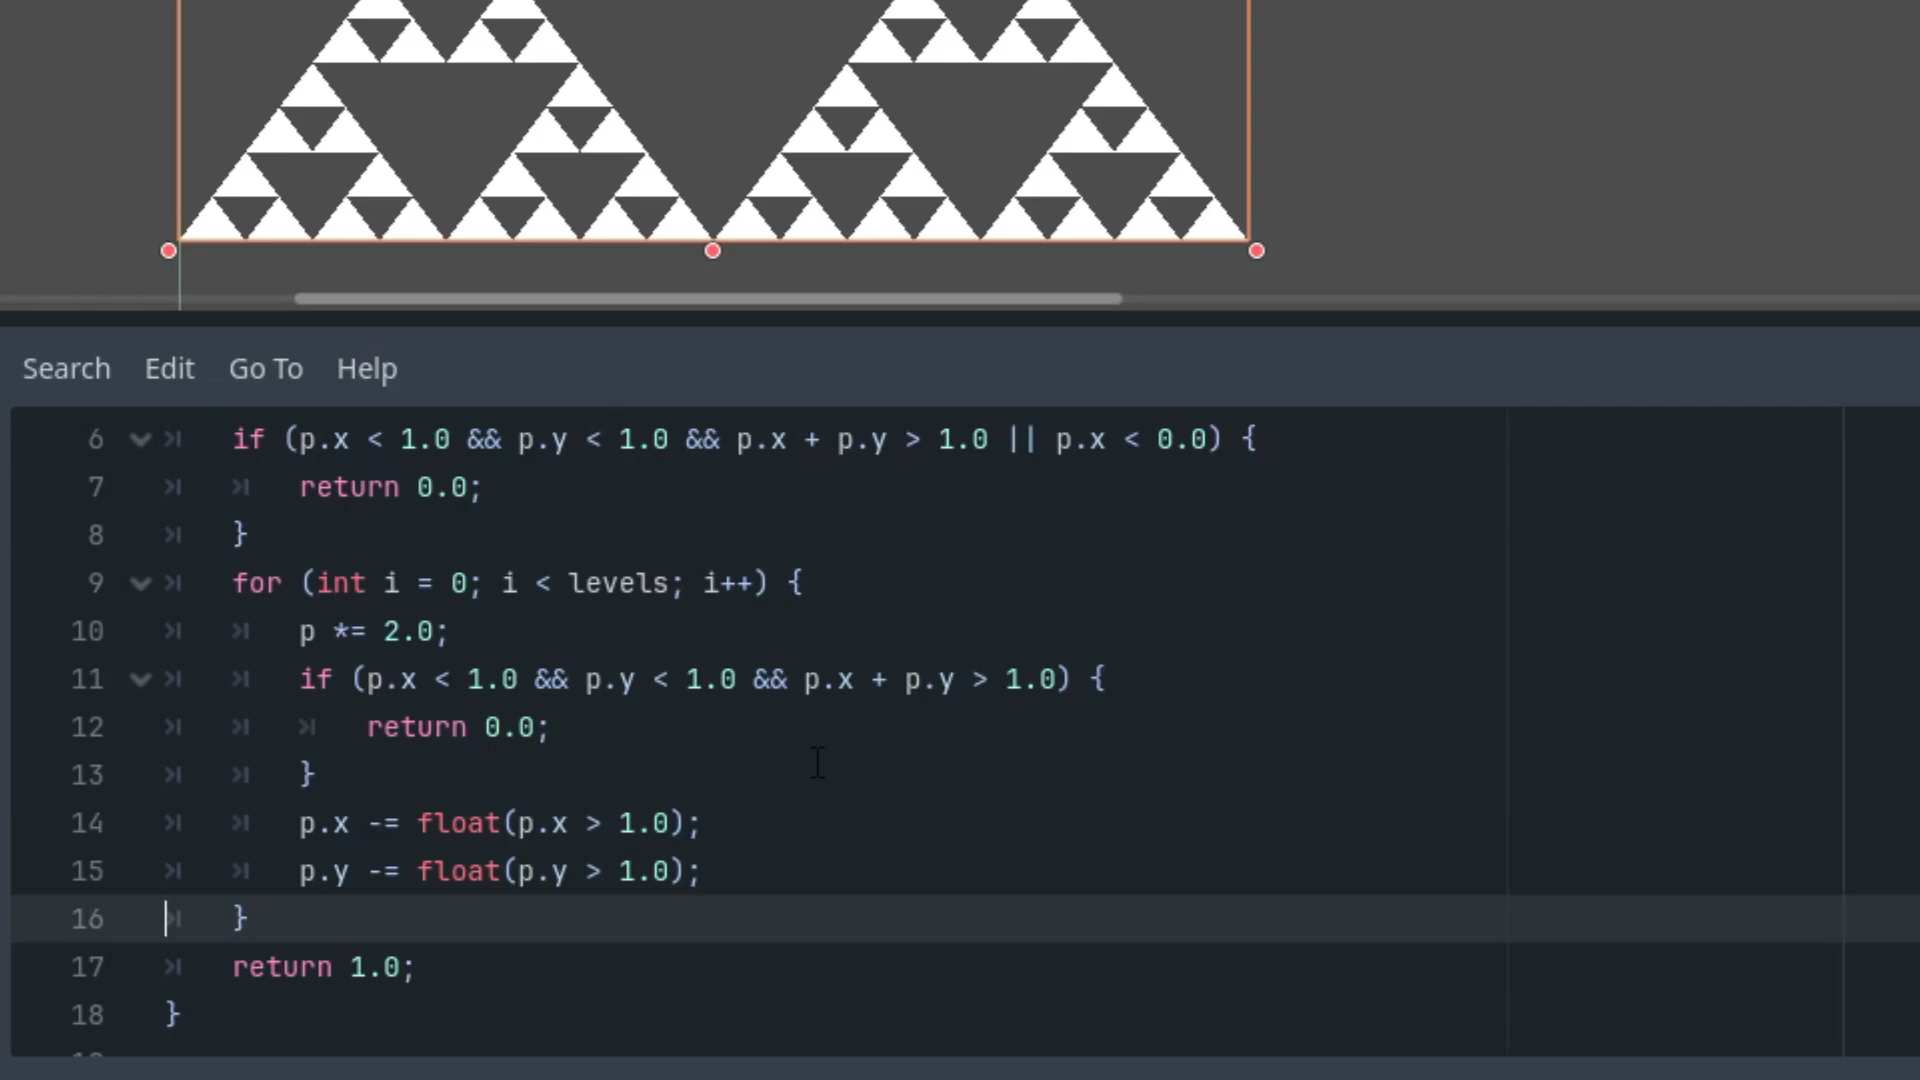 Search Edit Go To Help
6 if (p.x < 1.0 && p.y < 1.0 && p.x + p.y > 1.0 || p.x < 0.0) {
7 return 0.0;
8 }
9 for (int i = 0; i < levels; i++) {
10 p *= 2.0;
11 if (p.x < 1.0 && p.y < 1.0 && p.x + p.y > 1.0) {
12 return 0.0;
13 }
14 p.x -= float(p.x > 1.0);
15 p.y -= float(p.y > 1.0);
16 }
17 return 1.0;
18 }